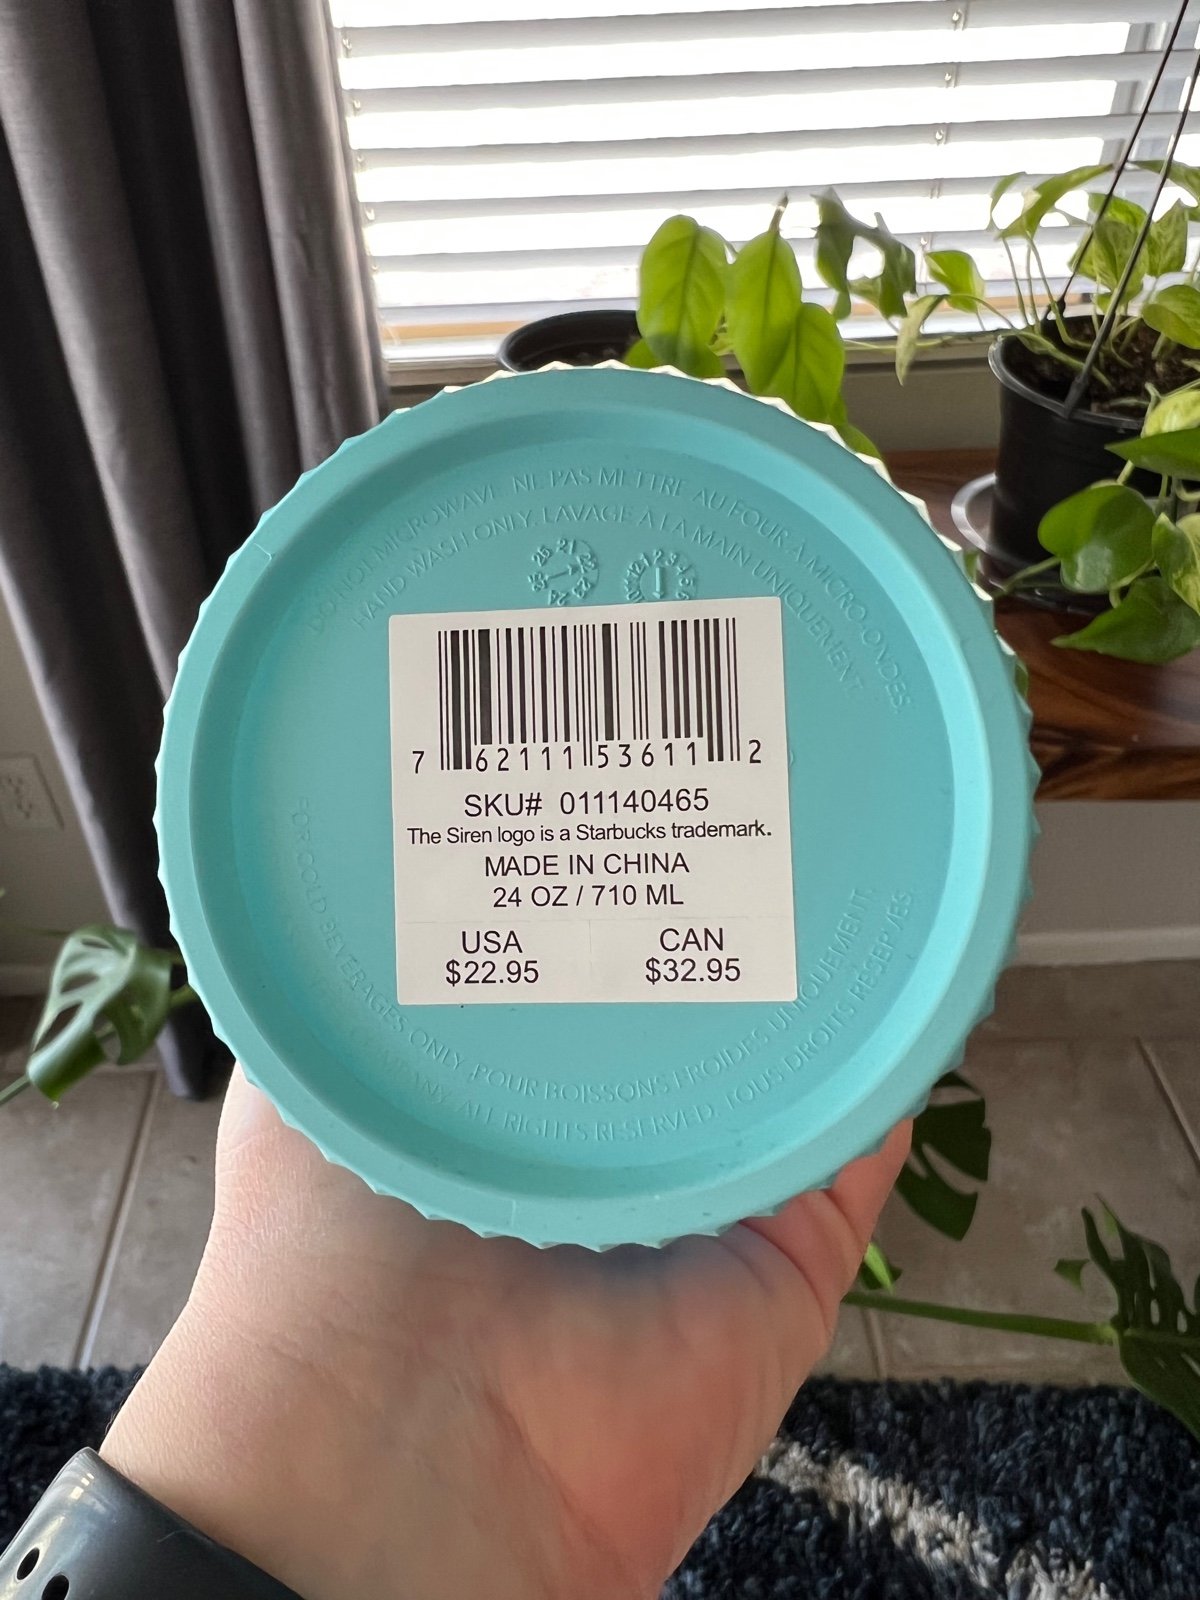 DO NOT MICROWAVE. NE PAS METTRE AU FOUR À MICRO-ONDES.
HAND WASH ONLY. LAVAGE À LA MAIN UNIQUEMENT.
7 62111 53611 2
SKU# 011140465
The Siren logo is a Starbucks trademark.
MADE IN CHINA
24 OZ / 710 ML
USA CAN
$22.95 $32.95
FOR COLD BEVERAGES ONLY. POUR BOISSONS FROIDES UNIQUEMENT.
COMPANY. ALL RIGHTS RESERVED. TOUS DROITS RÉSERVÉS.